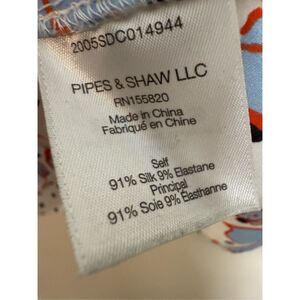 2005SDC014944
PIPES & SHAW LLC
RN155820
Made in China
Fabriqué en Chine
Self
91% Silk 9% Elastane
Principal
91% Soie 9% Élasthanne